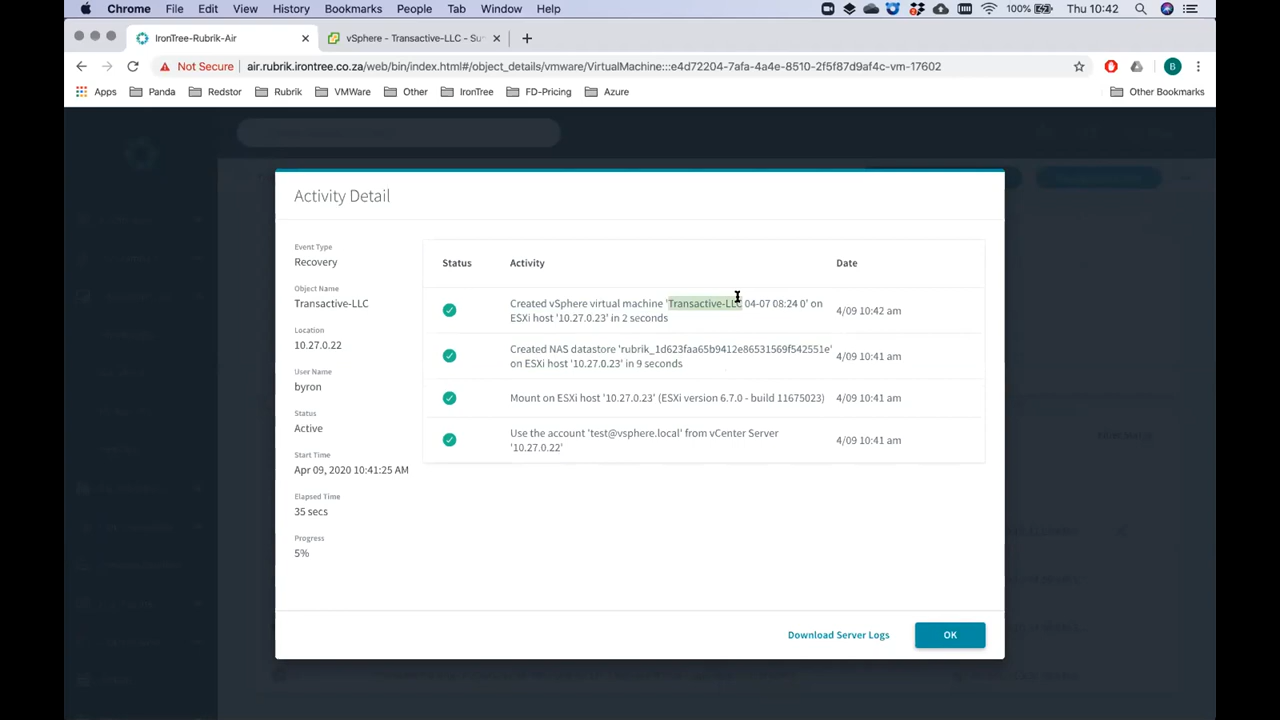 Chrome File Edit View History Bookmarks People Tab Window Help 100% Thu 10:42
IronTree-Rubrik-Air vSphere - Transactive-LLC - Su
Not Secure air.rubrik.irontree.co.za/web/bin/index.html#/object_details/vmware/VirtualMachine:::e4d72204-7afa-4a4e-8510-2f5f87d9af4c-vm-17602 B
Apps Panda Redstor Rubrik VMWare Other IronTree FD-Pricing Azure Other Bookmarks
Activity Detail
Event Type
Recovery
Object Name
Transactive-LLC
Location
10.27.0.22
User Name
byron
Status
Active
Start Time
Apr 09, 2020 10:41:25 AM
Elapsed Time
35 secs
Progress
5%
Status Activity Date
Created vSphere virtual machine 'Transactive-LLC 04-07 08:24 0' on
ESXi host '10.27.0.23' in 2 seconds
4/09 10:42 am
Created NAS datastore 'rubrik_1d623faa65b9412e86531569f542551e'
on ESXi host '10.27.0.23' in 9 seconds
4/09 10:41 am
Mount on ESXi host '10.27.0.23' (ESXi version 6.7.0 - build 11675023) 4/09 10:41 am
Use the account 'test@vsphere.local' from vCenter Server
'10.27.0.22'
4/09 10:41 am
Download Server Logs OK